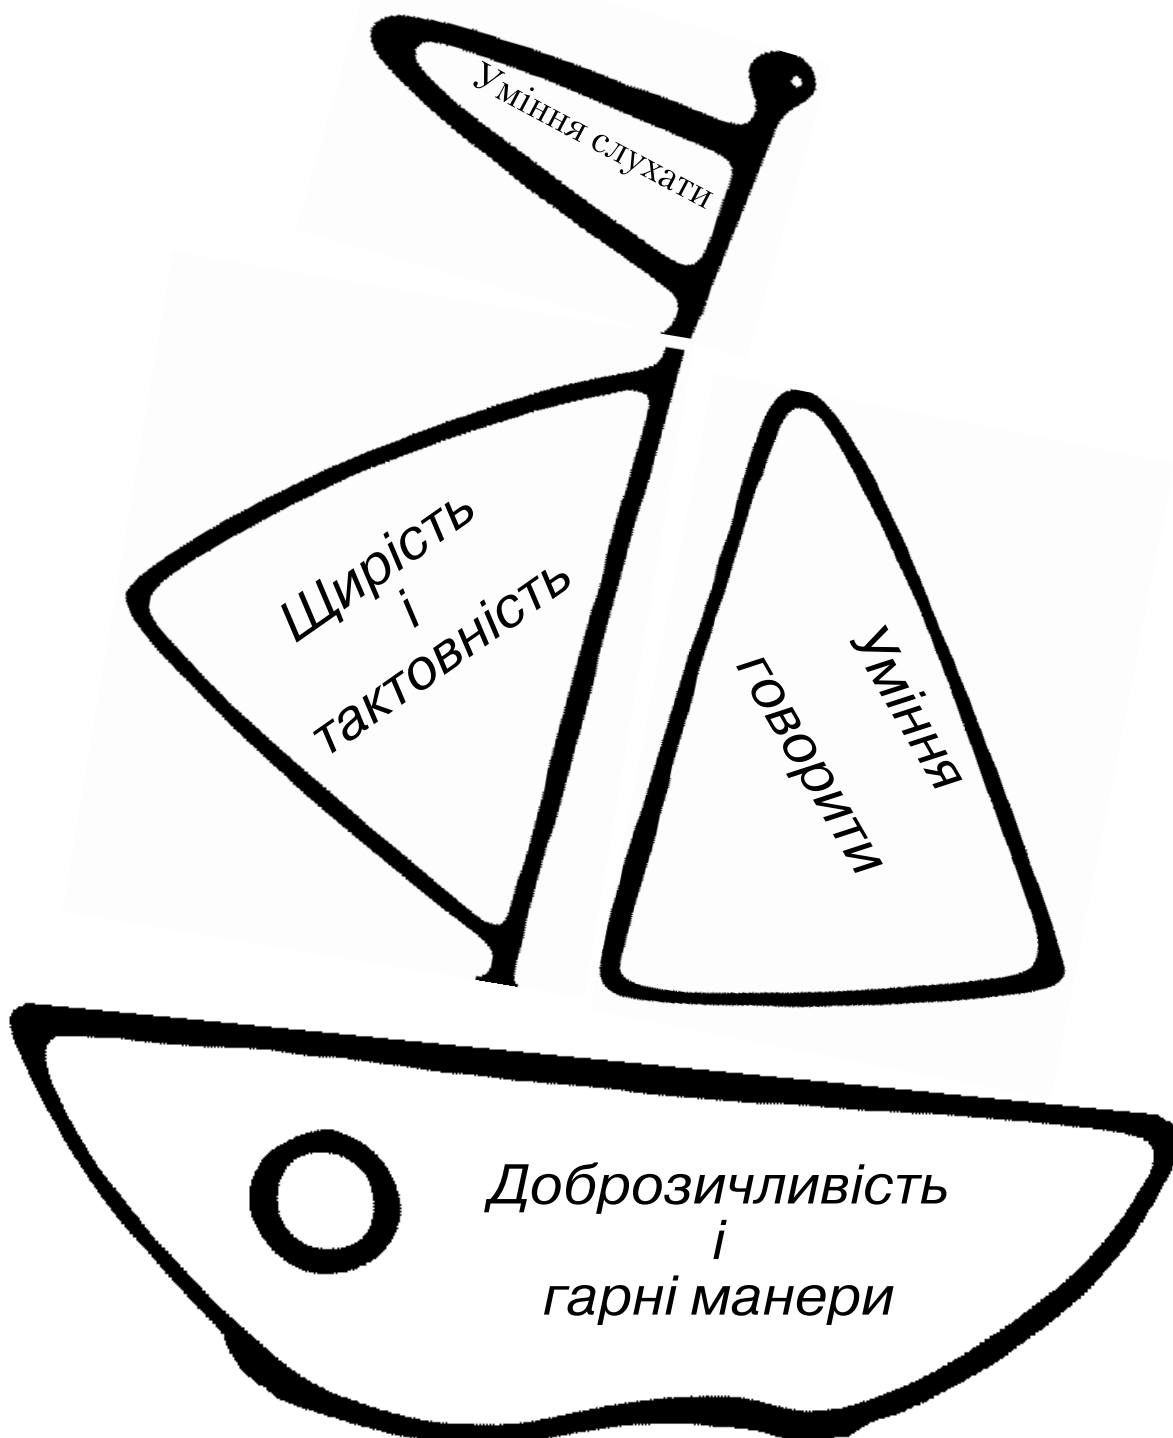 Уміння слухати
Щирість
і
тактовність
Уміння
говорити
Доброзичливість
і
гарні манери